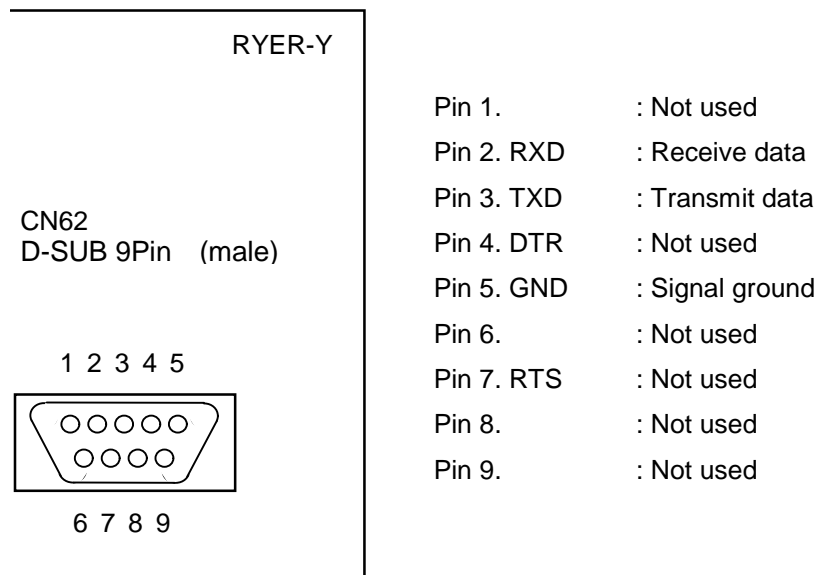 RYER-Y
CN62
D-SUB 9Pin (male)
1 2 3 4 5
6 7 8 9
Pin 1. : Not used
Pin 2. RXD : Receive data
Pin 3. TXD : Transmit data
Pin 4. DTR : Not used
Pin 5. GND : Signal ground
Pin 6. : Not used
Pin 7. RTS : Not used
Pin 8. : Not used
Pin 9. : Not used